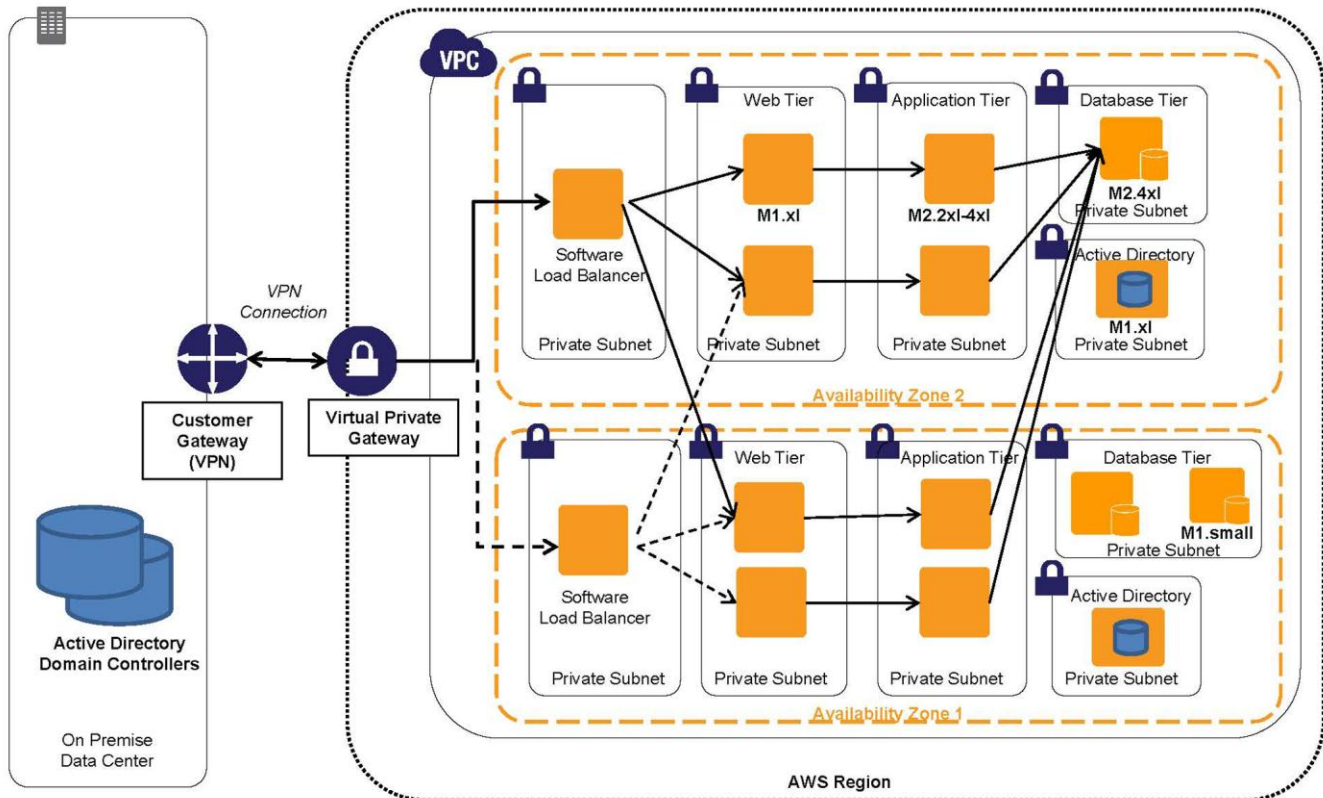 VPC
Web Tier
Application Tier
Database Tier
M1.xl
M2.2xl-4xl
M2.4xl
Private Subnet
Software
Load Balancer
Active Directory
M1.xl
Private Subnet
Private Subnet
Private Subnet
Private Subnet
Availability Zone 2
VPN
Connection
Customer
Gateway
(VPN)
Virtual Private
Gateway
Web Tier
Application Tier
Database Tier
M1.small
Private Subnet
Software
Load Balancer
Active Directory
Private Subnet
Private Subnet
Private Subnet
Private Subnet
Availability Zone 1
Active Directory
Domain Controllers
On Premise
Data Center
AWS Region